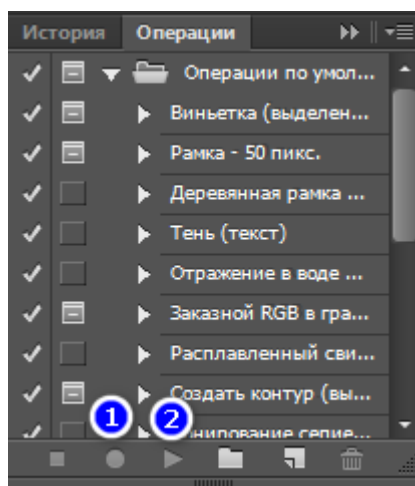 История Операции
Операции по умол...
Виньетка (выделен...
Рамка - 50 пикс.
Деревянная рамка ...
Тень (текст)
Отражение в воде ...
Заказной RGB в гра...
Расплавленный сви...
Создать контур (вы...
сепие...
1 2